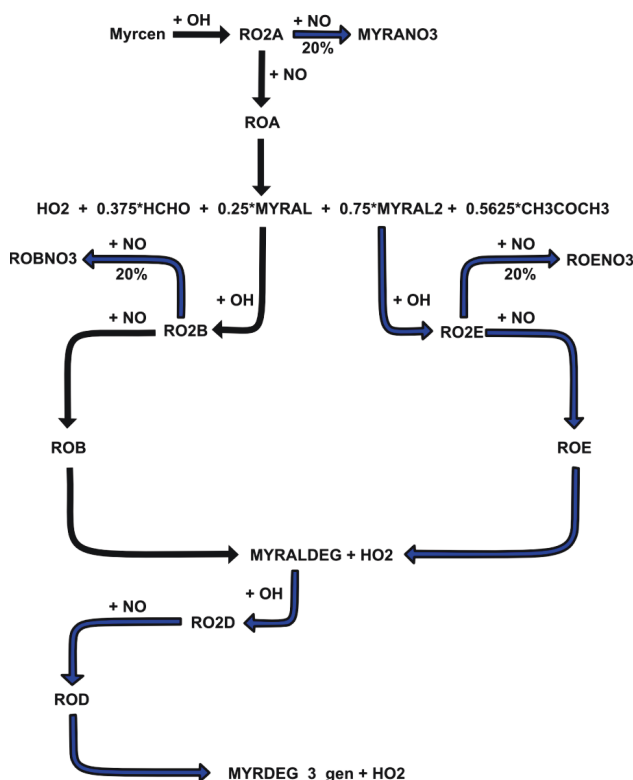 Myrcen + OH RO2A + NO MYRANO3
20%
+ NO
ROA
HO2 + 0.375*HCHO + 0.25*MYRAL + 0.75*MYRAL2 + 0.5625*CH3COCH3
ROBNO3 + NO + NO ROENO3
20% 20%
+ OH + OH
+ NO RO2B RO2E + NO
ROB ROE
MYRALDEG + HO2
+ OH
+ NO RO2D
ROD
MYRDEG_3_gen + HO2